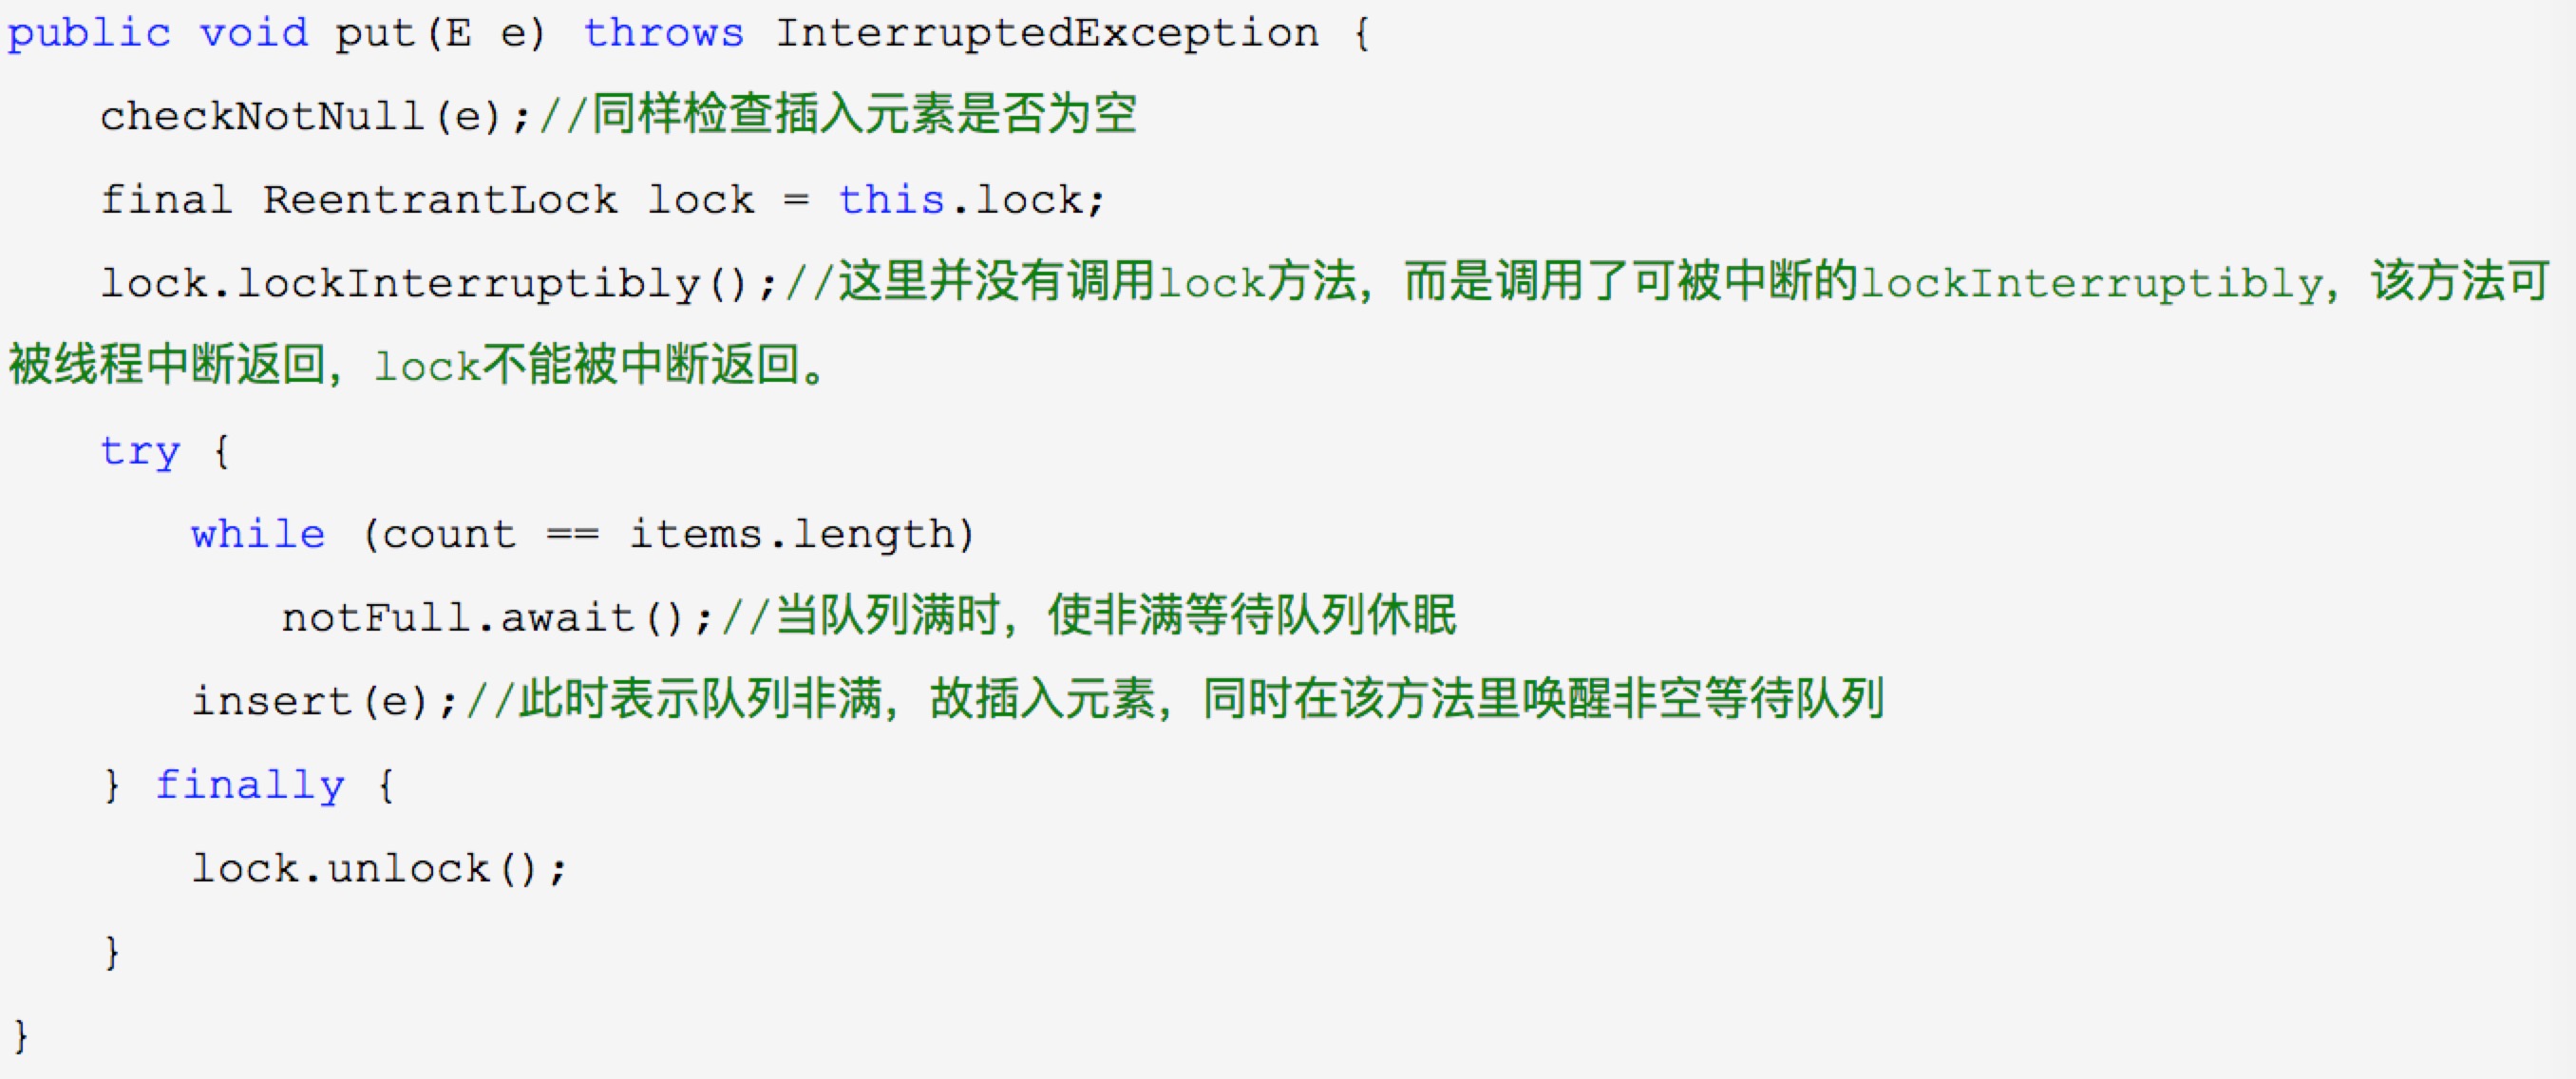 public void put(E e) throws InterruptedException {
checkNotNull(e);//同样检查插入元素是否为空
final ReentrantLock lock = this.lock;
lock.lockInterruptibly();//这里并没有调用lock方法，而是调用了可被中断的lockInterruptibly，该方法可
被线程中断返回，lock不能被中断返回。
try {
while (count == items.length)
notFull.await();//当队列满时，使非满等待队列休眠
insert(e);//此时表示队列非满，故插入元素，同时在该方法里唤醒非空等待队列
} finally {
lock.unlock();
}
}